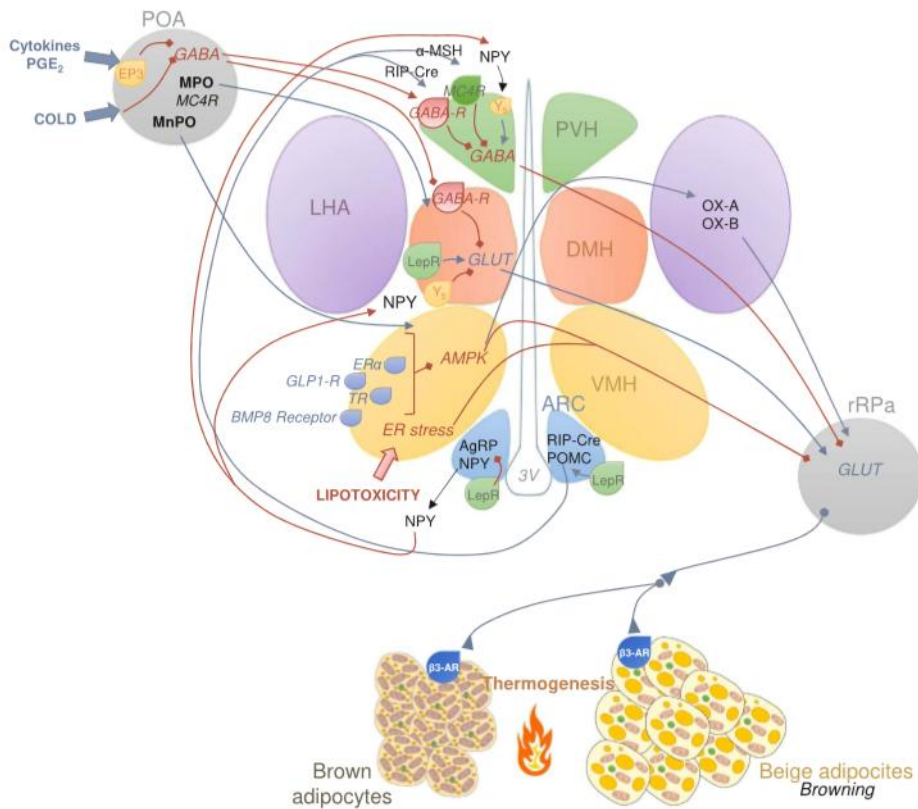 POA
Cytokines
PGE₂
EP3
GABA
MPO
MC4R
MnPO
COLD
α-MSH
RIP-Cre
NPY
MC4R
GABA-R
Y₅
GABA
PVH
LHA
GABA-R
LepR
GLUT
Y₅
DMH
OX-A
OX-B
NPY
ERα
GLP1-R
TR
BMP8 Receptor
AMPK
ER stress
VMH
LIPOTOXICITY
ARC
AgRP
NPY
LepR
3V
RIP-Cre
POMC
LepR
NPY
rRPa
GLUT
β3-AR
β3-AR
Thermogenesis
Brown
adipocytes
Beige adipocites
Browning